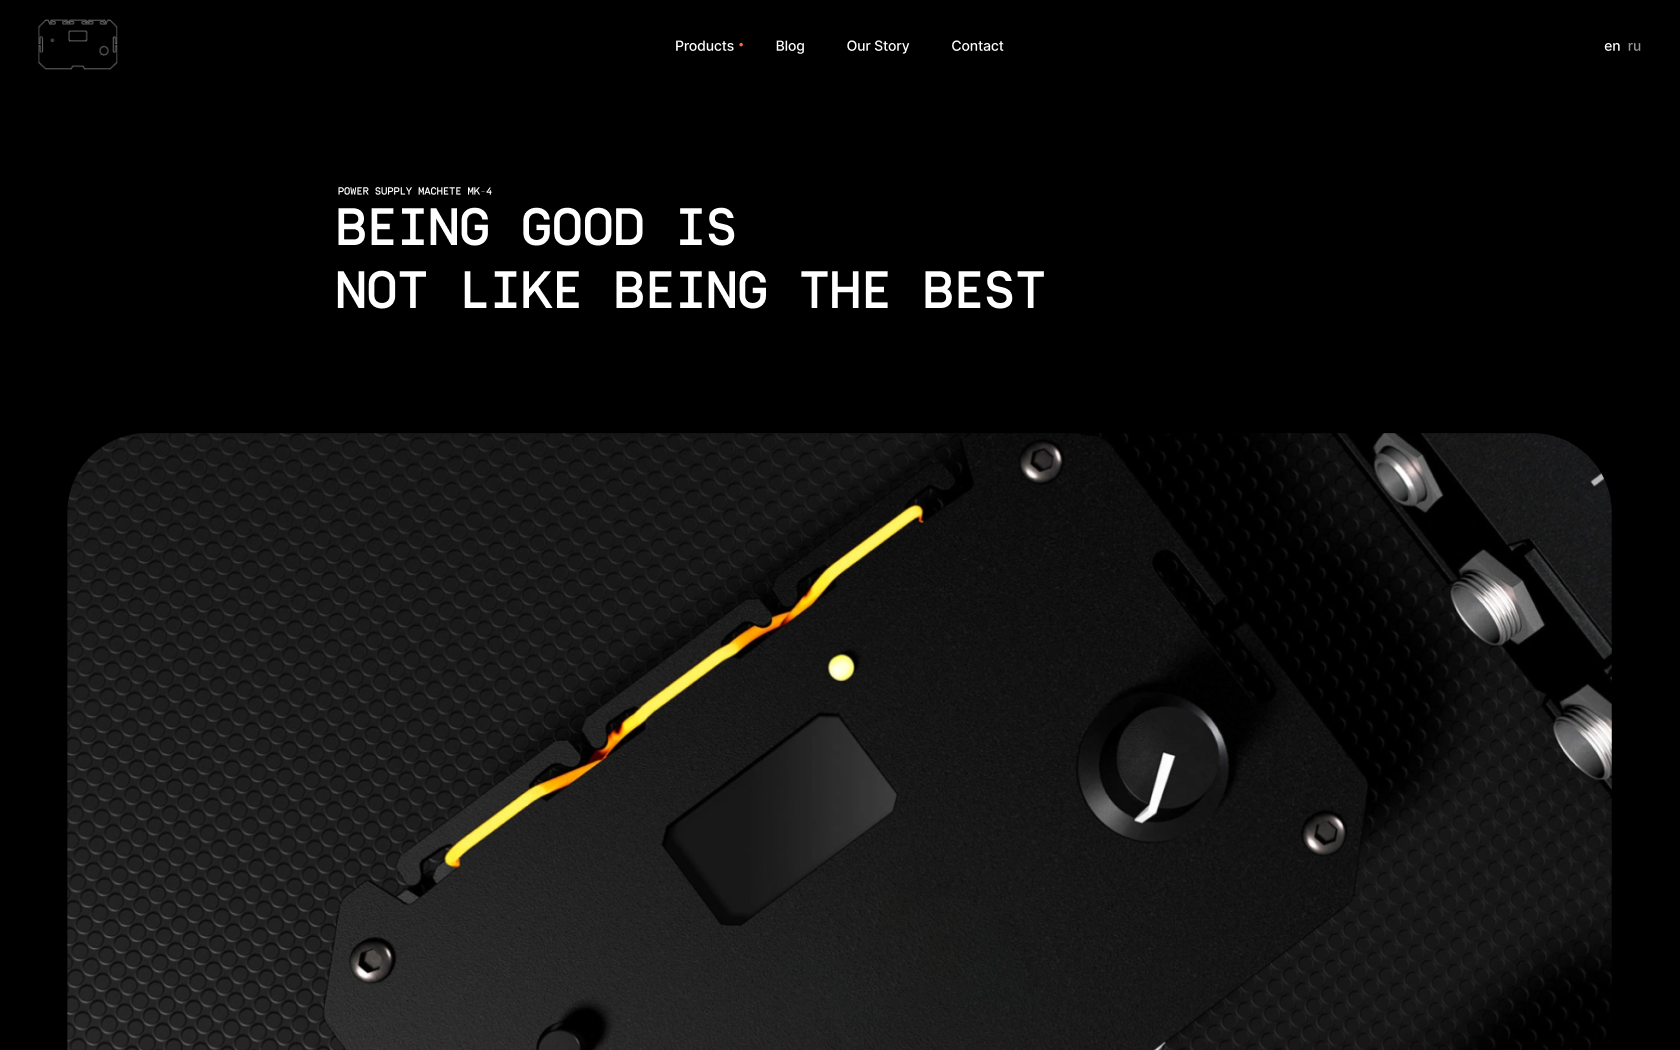 Products
Blog
Our Story
Contact
en ru
POWER SUPPLY MACHETE MK-4
BEING GOOD IS
NOT LIKE BEING THE BEST